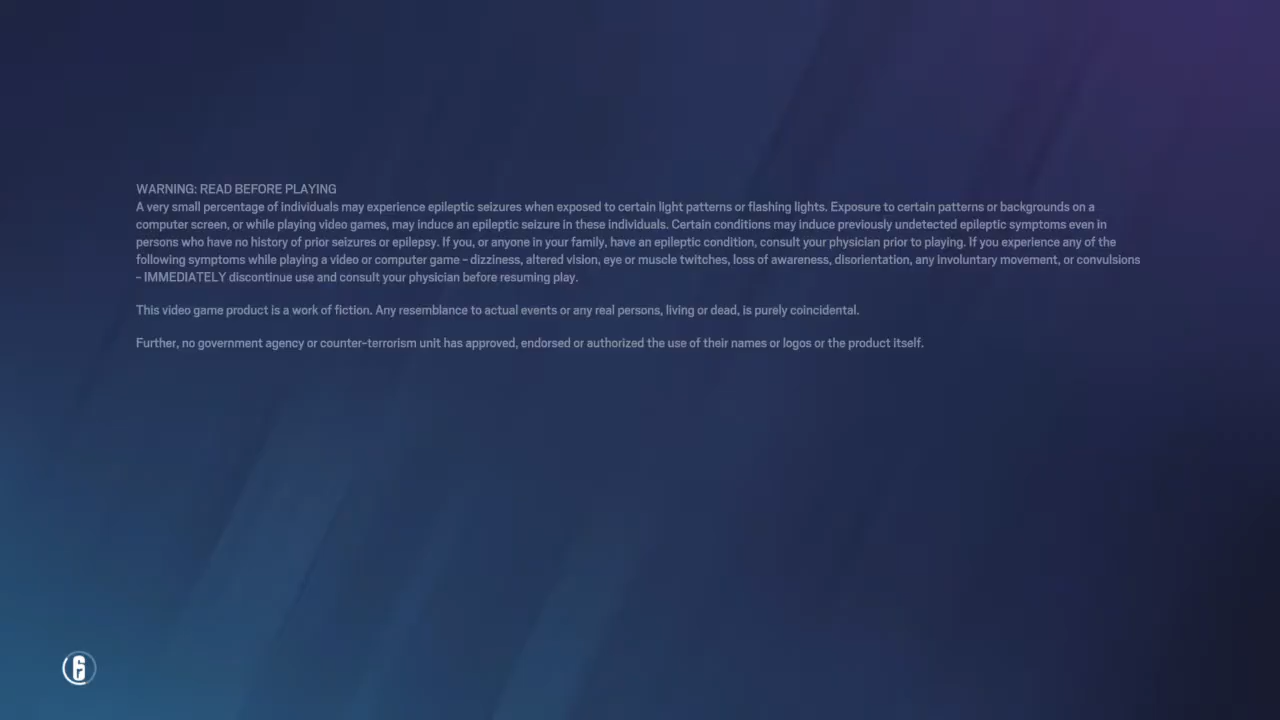 WARNING: READ BEFORE PLAYING
A very small percentage of individuals may experience epileptic seizures when exposed to certain light patterns or flashing lights. Exposure to certain patterns or backgrounds on a
computer screen, or while playing video games, may induce an epileptic seizure in these individuals. Certain conditions may induce previously undetected epileptic symptoms even in
persons who have no history of prior seizures or epilepsy. If you, or anyone in your family, have an epileptic condition, consult your physician prior to playing. If you experience any of the
following symptoms while playing a video or computer game - dizziness, altered vision, eye or muscle twitches, loss of awareness, disorientation, any involuntary movement, or convulsions
- IMMEDIATELY discontinue use and consult your physician before resuming play.
This video game product is a work of fiction. Any resemblance to actual events or any real persons, living or dead, is purely coincidental.
Further, no government agency or counter-terrorism unit has approved, endorsed or authorized the use of their names or logos or the product itself.
6